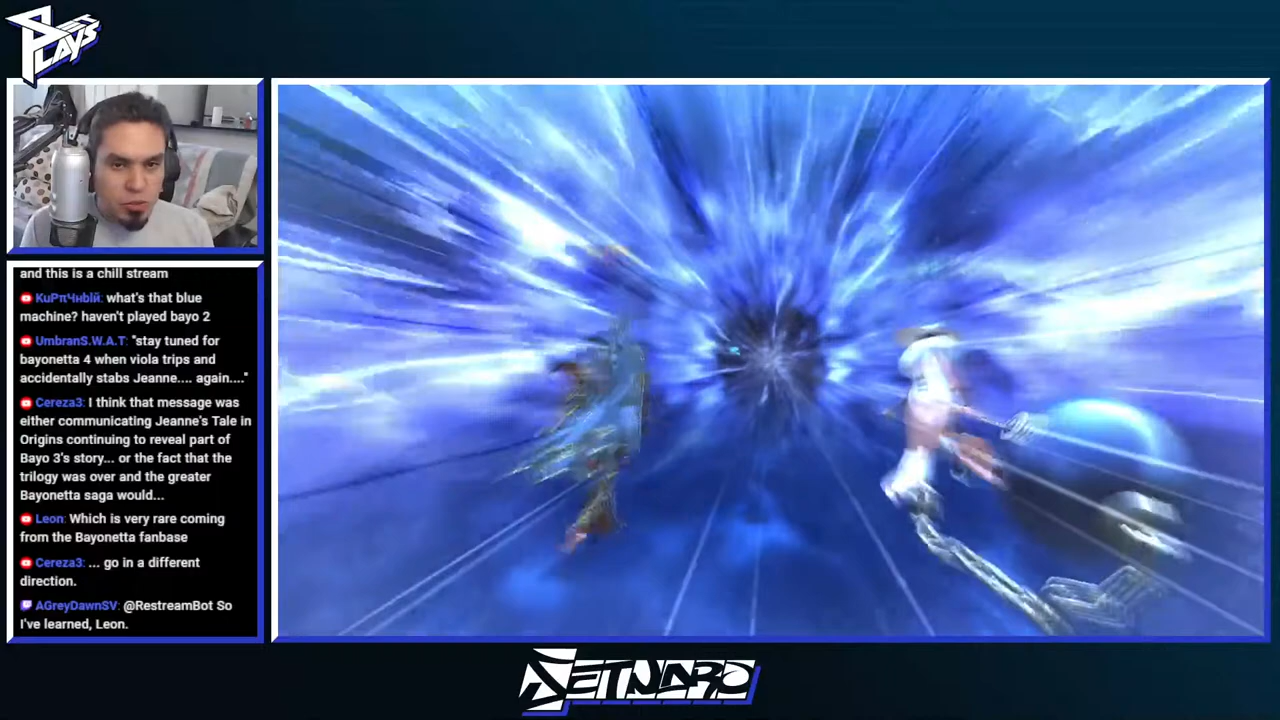 SET
PLAYS
and this is a chill stream
KuPπЧнЫЙ: what's that blue
machine? haven't played bayo 2
UmbranS.W.A.T: "stay tuned for
bayonetta 4 when viola trips and
accidentally stabs Jeanne.... again...."
Cereza3: I think that message was
either communicating Jeanne's Tale in
Origins continuing to reveal part of
Bayo 3's story... or the fact that the
trilogy was over and the greater
Bayonetta saga would...
Leon: Which is very rare coming
from the Bayonetta fanbase
Cereza3: ... go in a different
direction.
AGreyDawnSV: @RestreamBot So
I've learned, Leon.
SETNARO